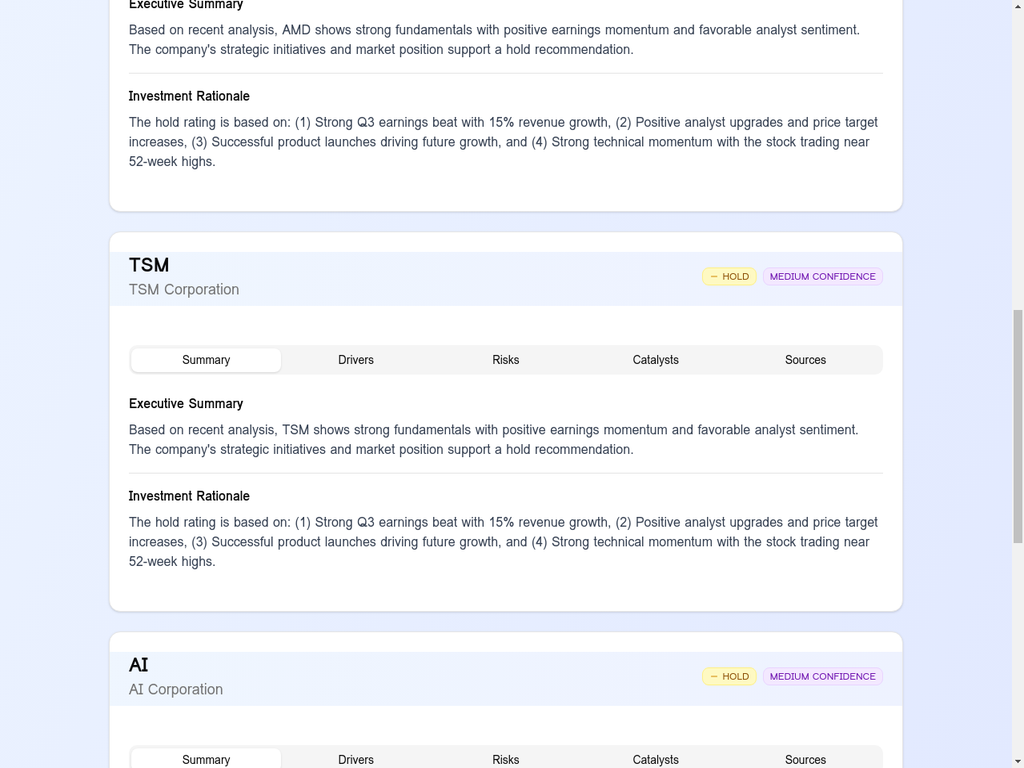 Executive Summary
Based on recent analysis, AMD shows strong fundamentals with positive earnings momentum and favorable analyst sentiment.
The company's strategic initiatives and market position support a hold recommendation.
Investment Rationale
The hold rating is based on: (1) Strong Q3 earnings beat with 15% revenue growth, (2) Positive analyst upgrades and price target
increases, (3) Successful product launches driving future growth, and (4) Strong technical momentum with the stock trading near
52-week highs.
TSM
TSM Corporation
HOLD MEDIUM CONFIDENCE
Summary Drivers Risks Catalysts Sources
Executive Summary
Based on recent analysis, TSM shows strong fundamentals with positive earnings momentum and favorable analyst sentiment.
The company's strategic initiatives and market position support a hold recommendation.
Investment Rationale
The hold rating is based on: (1) Strong Q3 earnings beat with 15% revenue growth, (2) Positive analyst upgrades and price target
increases, (3) Successful product launches driving future growth, and (4) Strong technical momentum with the stock trading near
52-week highs.
AI
AI Corporation
HOLD MEDIUM CONFIDENCE
Summary Drivers Risks Catalysts Sources